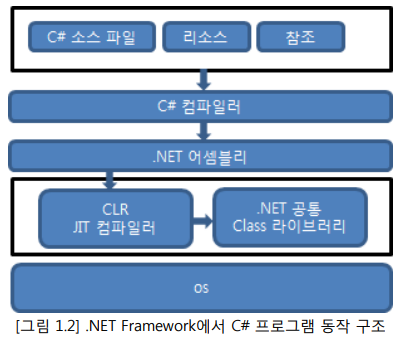 C# 소스 파일
리소스
참조
C# 컴파일러
.NET 어셈블리
CLR
JIT 컴파일러
.NET 공통
Class 라이브러리
os
[그림 1.2] .NET Framework에서 C# 프로그램 동작 구조